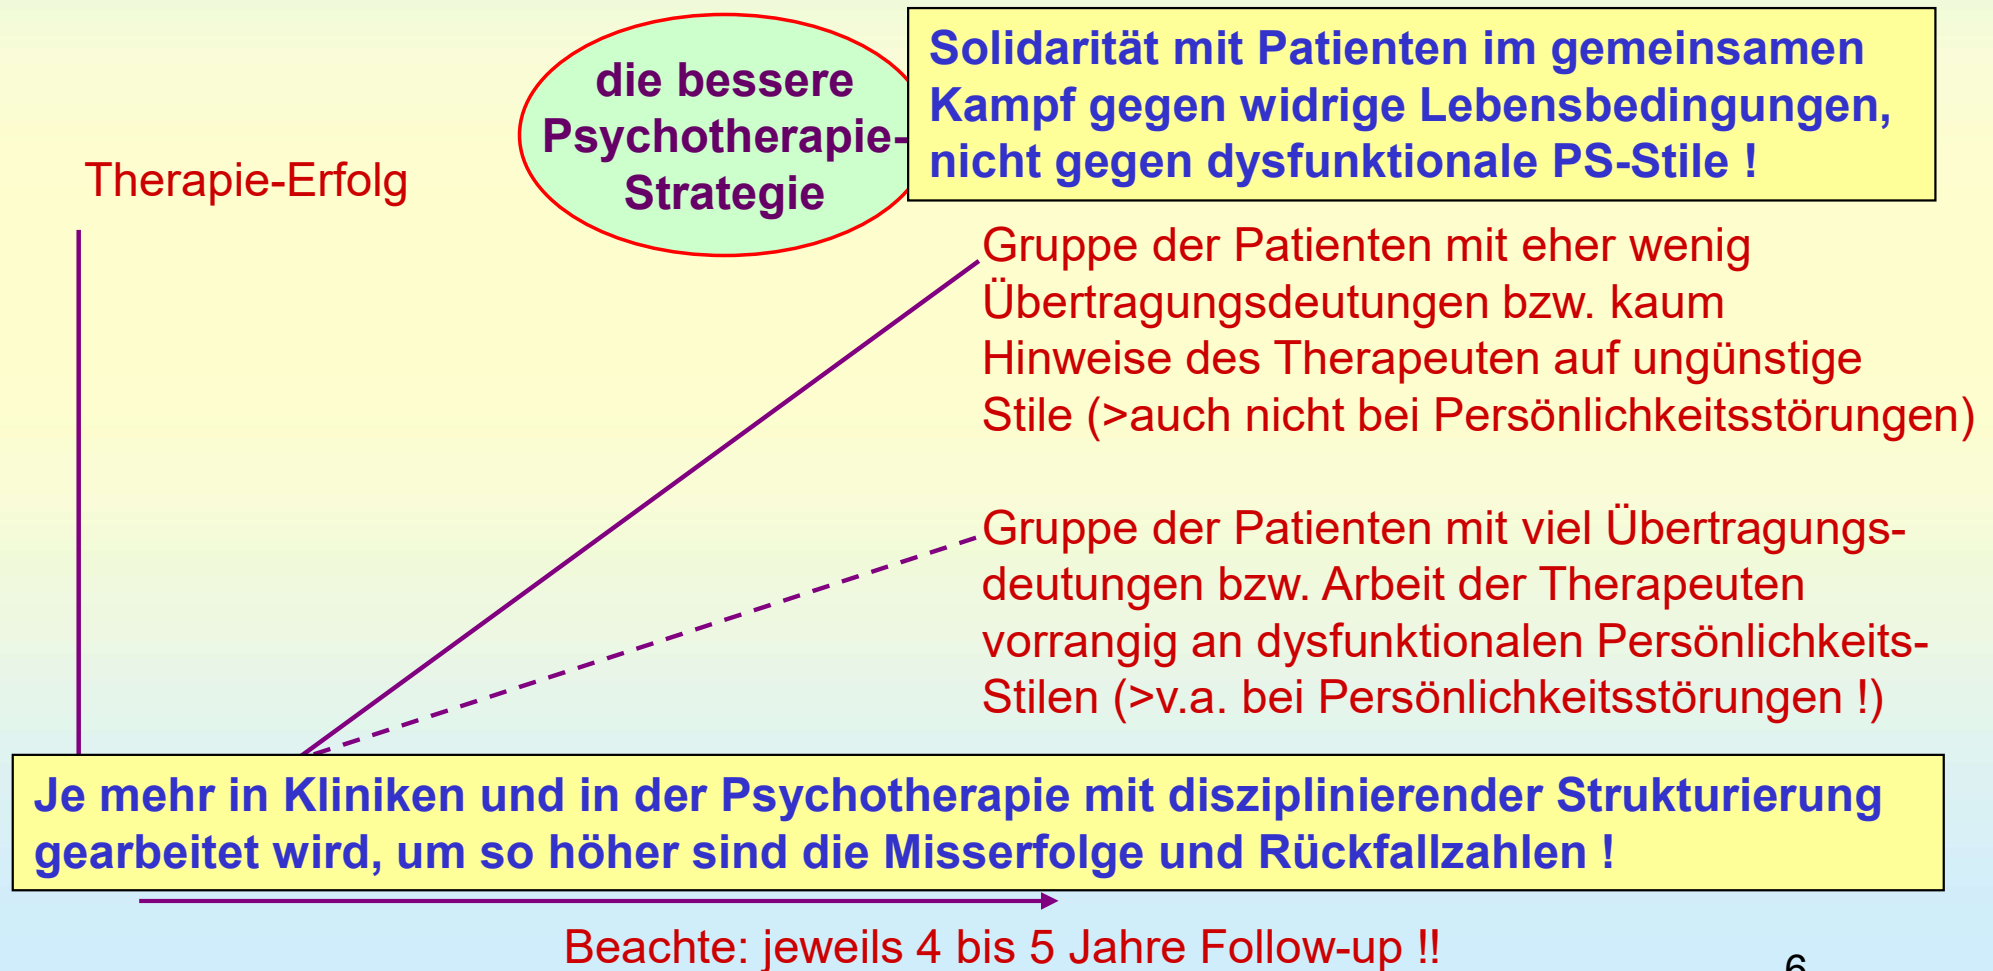 die bessere
Psychotherapie-
Strategie
Solidarität mit Patienten im gemeinsamen
Kampf gegen widrige Lebensbedingungen,
nicht gegen dysfunktionale PS-Stile !
Therapie-Erfolg
Gruppe der Patienten mit eher wenig
Übertragungsdeutungen bzw. kaum
Hinweise des Therapeuten auf ungünstige
Stile (>auch nicht bei Persönlichkeitsstörungen)
Gruppe der Patienten mit viel Übertragungs-
deutungen bzw. Arbeit der Therapeuten
vorrangig an dysfunktionalen Persönlichkeits-
Stilen (>v.a. bei Persönlichkeitsstörungen !)
Je mehr in Kliniken und in der Psychotherapie mit disziplinierender Strukturierung
gearbeitet wird, um so höher sind die Misserfolge und Rückfallzahlen !
Beachte: jeweils 4 bis 5 Jahre Follow-up !!
6